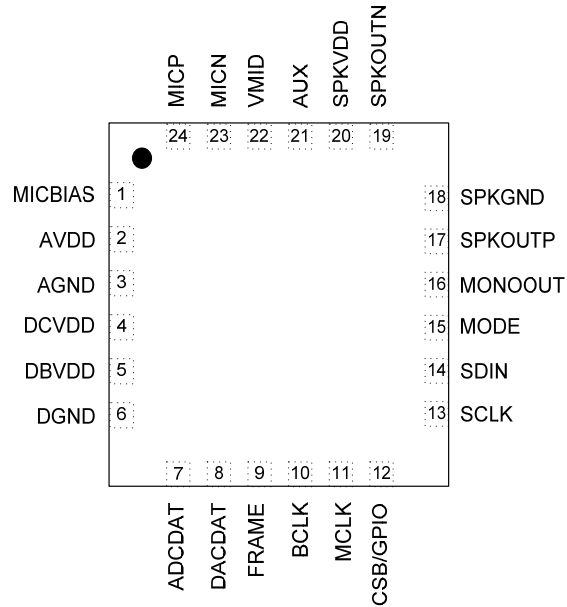 MICP
MICN
VMID
AUX
SPKVDD
SPKOUTN
24
23
22
21
20
19
MICBIAS 1
18 SPKGND
AVDD 2
17 SPKOUTP
AGND 3
16 MONOOUT
DCVDD 4
15 MODE
DBVDD 5
14 SDIN
DGND 6
13 SCLK
7
8
9
10
11
12
ADCDAT
DACDAT
FRAME
BCLK
MCLK
CSB/GPIO